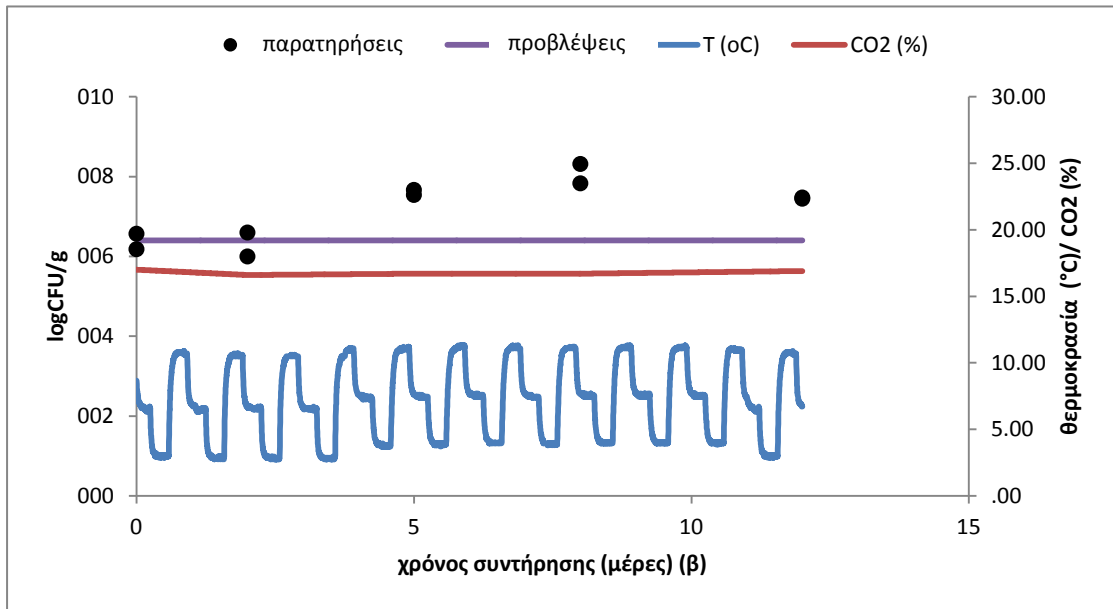 παρατηρήσεις προβλέψεις T (oC) CO2 (%)
010
008
006
004
002
000
logCFU/g
30.00
25.00
20.00
15.00
10.00
5.00
.00
θερμοκρασία (°C)/ CO2 (%)
0 5 10 15
χρόνος συντήρησης (μέρες) (β)